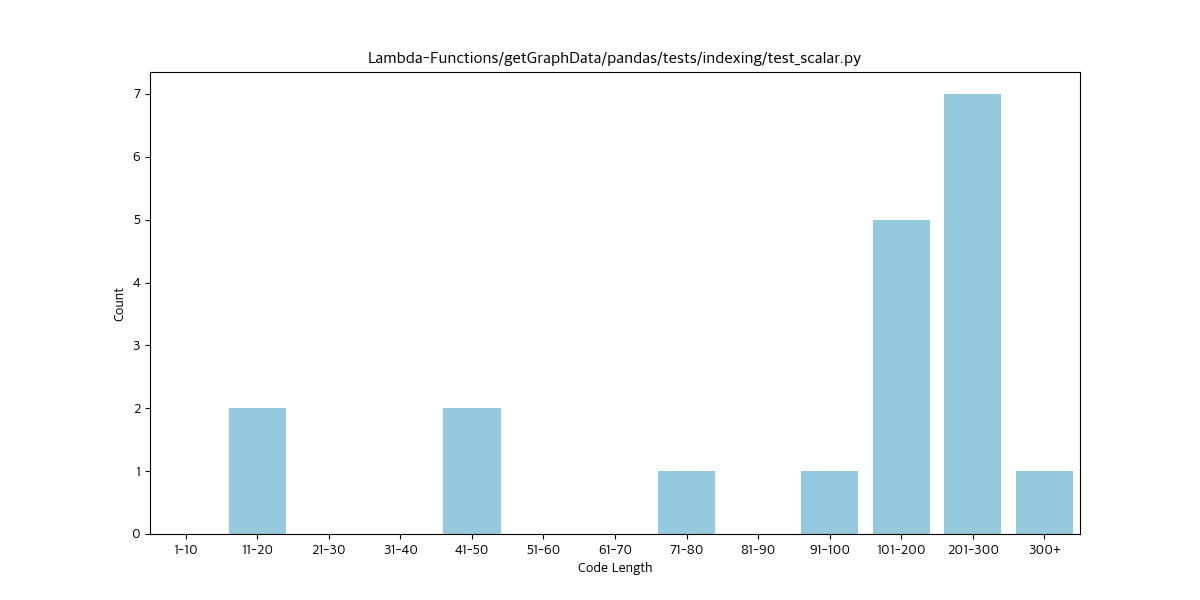 Lambda-Functions/getGraphData/pandas/tests/indexing/test_scalar.py
7
6
5
4
3
2
1
0
Count
1-10 11-20 21-30 31-40 41-50 51-60 61-70 71-80 81-90 91-100 101-200 201-300 300+
Code Length